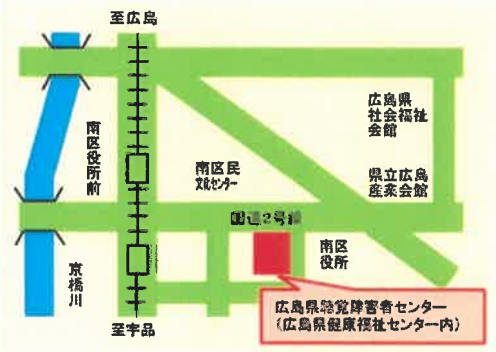 至広島
広島県
社会福祉
会館
南区役所前
南区民
文化センター
県立広島
産業会館
国道2号線
南区
役所
京橋川
広島県聴覚障害者センター
(広島県健康福祉センター内)
至宇品